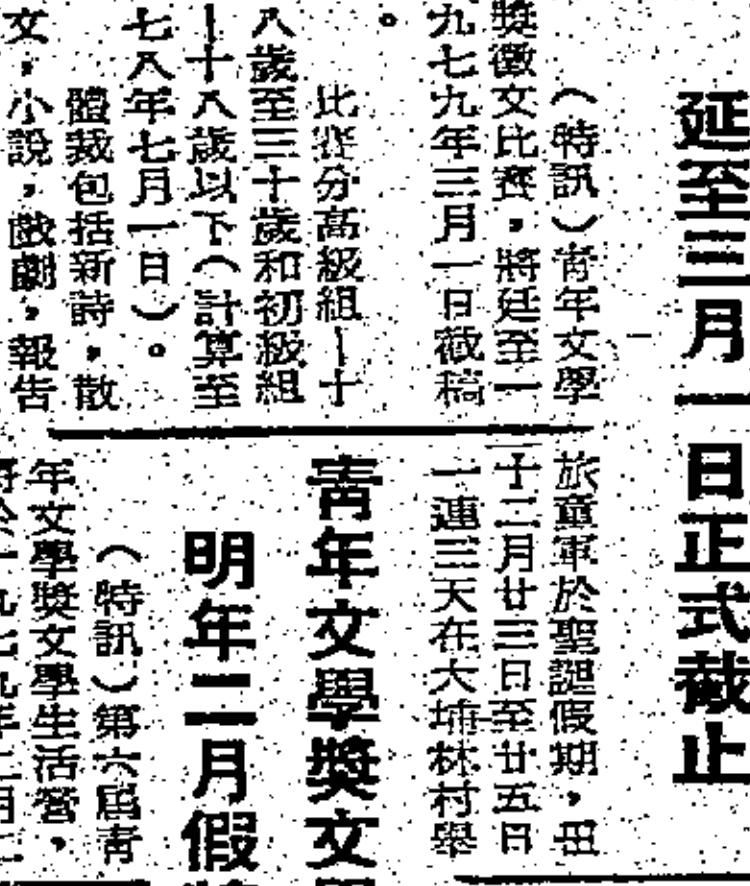 延至三月一日正式截止
（特訊）青年文學
獎徵文比賽，將延至一
九七九年三月一日截稿
。
比賽分高級組—十
八歲至三十歲和初級組
—十八歲以下（計算至
七八年七月一日）。
體裁包括新詩，散
文，小說，戲劇，報告
旅童軍於聖誕假期，由
十二月廿三日至廿五日
一連三天在大埔林村舉
青年文學獎文
明年二月假
（特訊）第六屆青
年文學獎文學生活營，